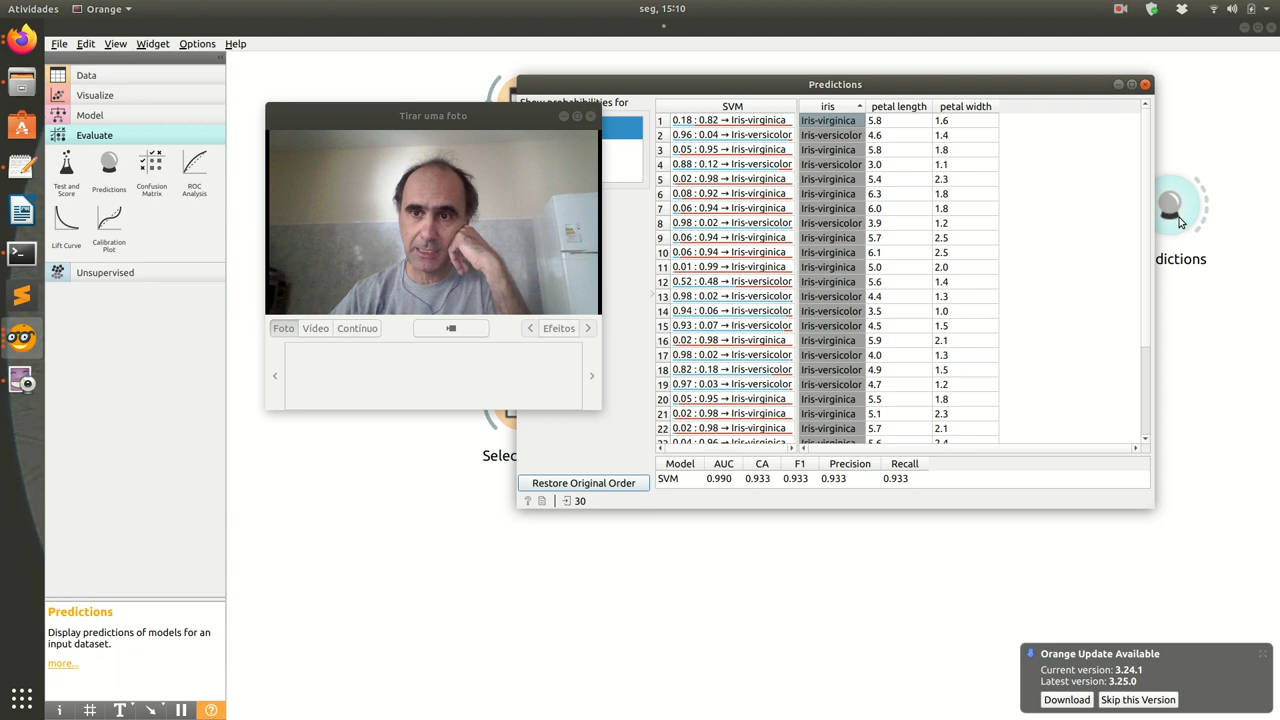 Atividades
Orange
seg, 15:10
File Edit View Widget Options Help
Data
Visualize
Model
Evaluate
Test and Score
Predictions
Confusion Matrix
ROC Analysis
Lift Curve
Calibration Plot
Unsupervised
Predictions
Display predictions of models for an
input dataset.
more...
Tirar uma foto
Foto Vídeo Contínuo
Efeitos
Selec
Predictions
Show probabilities for
SVM iris petal length petal width
1 0.18 : 0.82 → Iris-virginica Iris-virginica 5.8 1.6
2 0.96 : 0.04 → Iris-versicolor Iris-versicolor 4.6 1.4
3 0.05 : 0.95 → Iris-virginica Iris-virginica 5.8 1.8
4 0.88 : 0.12 → Iris-versicolor Iris-versicolor 3.0 1.1
5 0.02 : 0.98 → Iris-virginica Iris-virginica 5.4 2.3
6 0.08 : 0.92 → Iris-virginica Iris-virginica 6.3 1.8
7 0.06 : 0.94 → Iris-virginica Iris-virginica 6.0 1.8
8 0.98 : 0.02 → Iris-versicolor Iris-versicolor 3.9 1.2
9 0.06 : 0.94 → Iris-virginica Iris-virginica 5.7 2.5
10 0.06 : 0.94 → Iris-virginica Iris-virginica 6.1 2.5
11 0.01 : 0.99 → Iris-virginica Iris-virginica 5.0 2.0
12 0.52 : 0.48 → Iris-versicolor Iris-virginica 5.6 1.4
13 0.98 : 0.02 → Iris-versicolor Iris-versicolor 4.4 1.3
14 0.94 : 0.06 → Iris-versicolor Iris-versicolor 3.5 1.0
15 0.93 : 0.07 → Iris-versicolor Iris-versicolor 4.5 1.5
16 0.02 : 0.98 → Iris-virginica Iris-virginica 5.9 2.1
17 0.98 : 0.02 → Iris-versicolor Iris-versicolor 4.0 1.3
18 0.82 : 0.18 → Iris-versicolor Iris-versicolor 4.9 1.5
19 0.97 : 0.03 → Iris-versicolor Iris-versicolor 4.7 1.2
20 0.05 : 0.95 → Iris-virginica Iris-virginica 5.5 1.8
21 0.02 : 0.98 → Iris-virginica Iris-virginica 5.1 2.3
22 0.02 : 0.98 → Iris-virginica Iris-virginica 5.7 2.1
Model AUC CA F1 Precision Recall
SVM 0.990 0.933 0.933 0.933 0.933
Restore Original Order
30
dictions
Orange Update Available
Current version: 3.24.1
Latest version: 3.25.0
Download Skip this Version